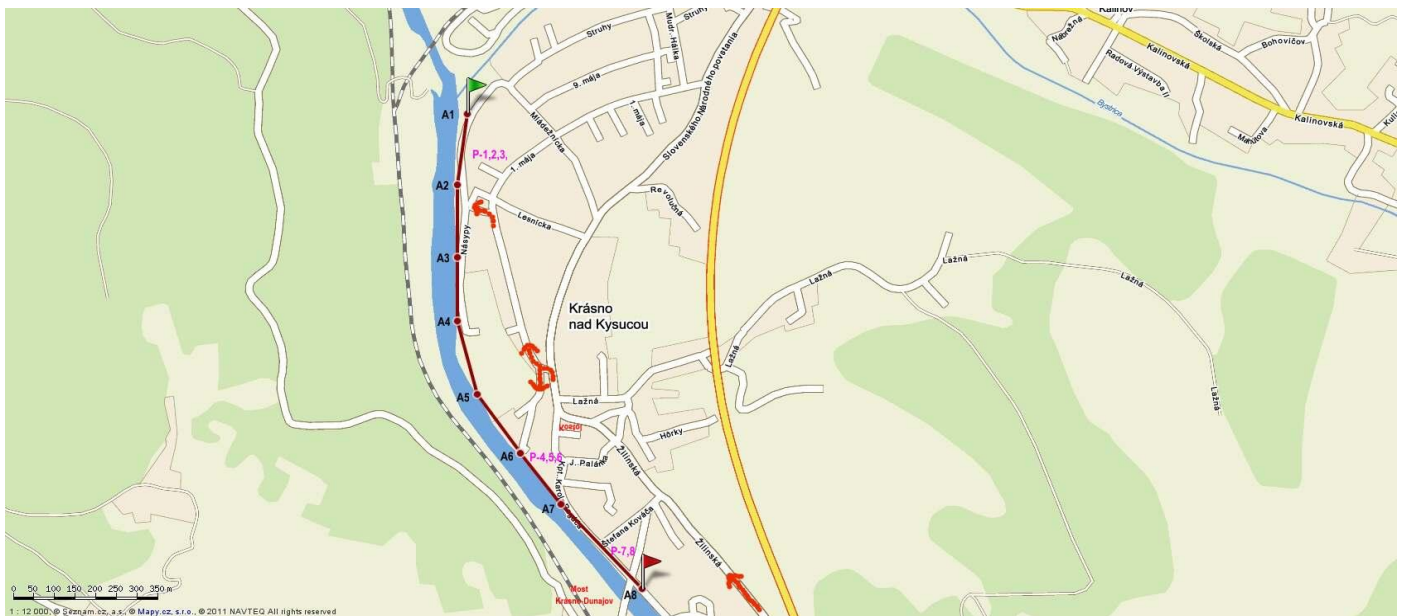 Kalinov
Struhy
Struhy
Mudr. Hálka
Nábrežná
Školská
Bohovičov
Kalinovská
Radová Výstavba II
9. mája
1. mája
Slovenského Národného povstania
Mládežnícka
Bystrica
Kalinovská
Matutova
A1
P-1,2,3,
1. mája
A2
Revolučná
Lesnícka
Násypy
A3
Lažná
Lažná
Lažná
Krásno
nad Kysucou
A4
Lažná
Lažná
A5
Lažná
Hôrky
A6
P-4,5,6
J. Palárika
Žilinská
A7
Štefana Kováča
P-7,8
Žilinská
Most
Krásno-Dunajov
A8
0 50 100 150 200 250 300 350 m
1 : 12 000, © Seznam.cz, a.s., © Mapy.cz, s.r.o., © 2011 NAVTEQ All rights reserved